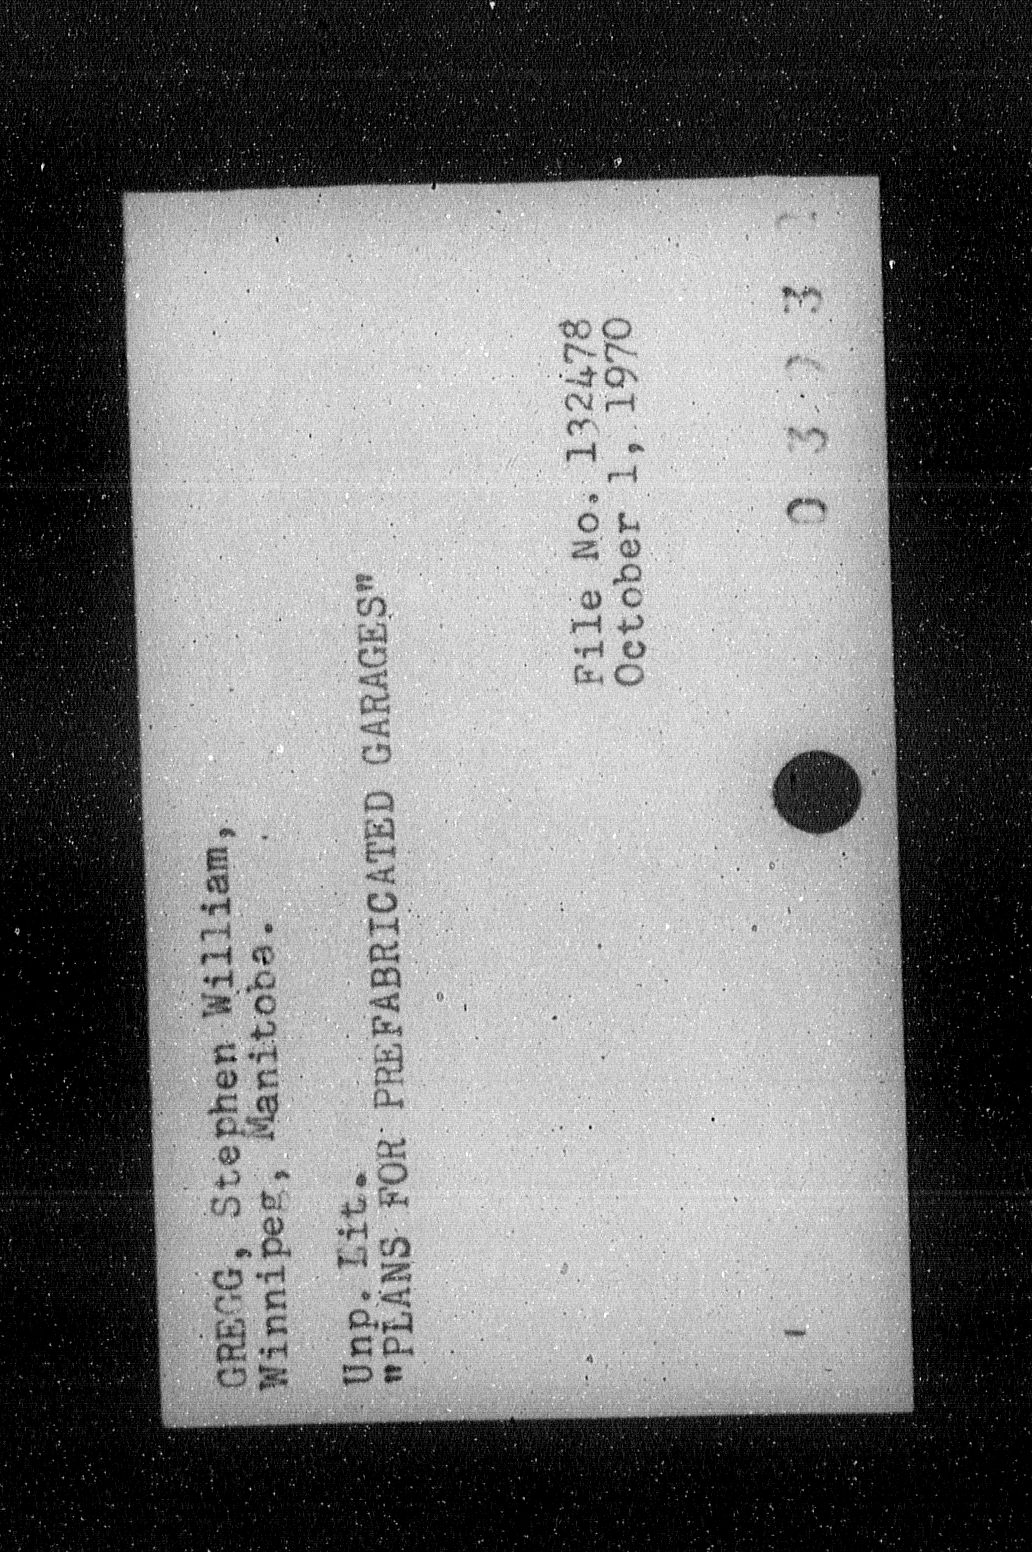 GREGG, Stephen William,
Winnipeg, Manitoba.
Unp. Lit.
"PLANS FOR PREFABRICATED GARAGES"
File No. 132478
October 1, 1970